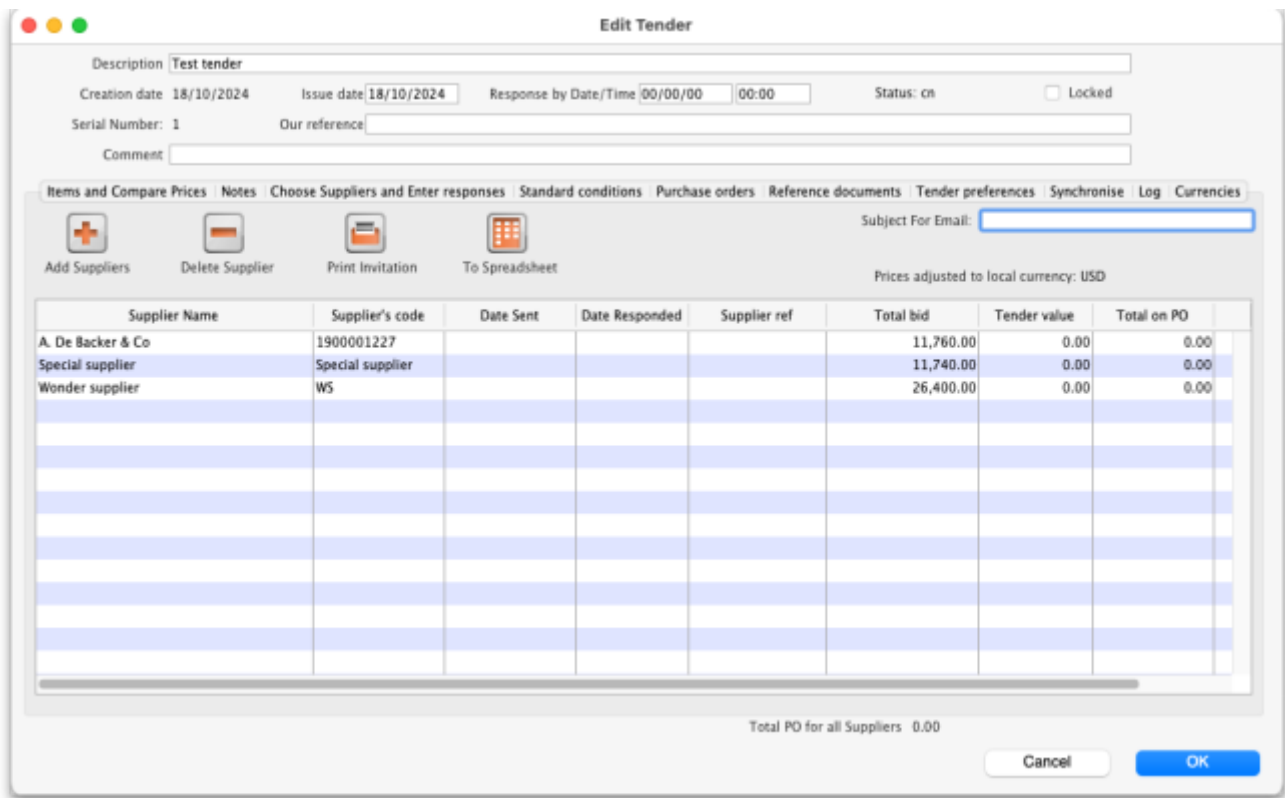 Edit Tender
Description Test tender
Creation date 18/10/2024 Issue date 18/10/2024 Response by Date/Time 00/00/00 00:00 Status: cn Locked
Serial Number: 1 Our reference
Comment
Items and Compare Prices Notes Choose Suppliers and Enter responses Standard conditions Purchase orders Reference documents Tender preferences Synchronise Log Currencies
Subject For Email:
Add Suppliers Delete Supplier Print Invitation To Spreadsheet
Prices adjusted to local currency: USD
Supplier Name Supplier's code Date Sent Date Responded Supplier ref Total bid Tender value Total on PO
A. De Backer & Co 1900001227 11,760.00 0.00 0.00
Special supplier Special supplier 11,740.00 0.00 0.00
Wonder supplier WS 26,400.00 0.00 0.00
Total PO for all Suppliers 0.00
Cancel OK